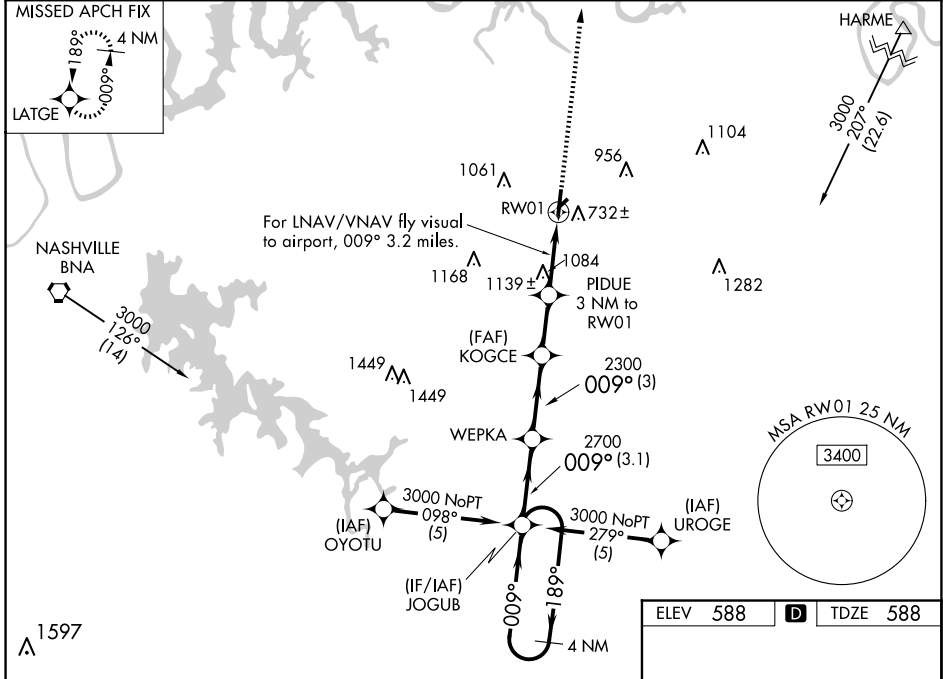 MISSED APCH FIX
4 NM
189°
009°
LATGE
HARME
3000
207°
(22.6)
1104
956
1061
RW01
732±
For LNAV/VNAV fly visual
to airport, 009° 3.2 miles.
NASHVILLE
BNA
1168
1139±
1084
1282
PIDUE
3 NM to
RW01
3000
126°
(14)
(FAF)
KOGCE
1449
1449
2300
009° (3)
WEPKA
2700
009° (3.1)
MSA RW01 25 NM
3400
3000 NoPT
098°
(5)
(IAF)
OYOTU
3000 NoPT
279°
(5)
(IAF)
UROGE
(IF/IAF)
JOGUB
009°
189°
4 NM
1597
ELEV 588 D TDZE 588